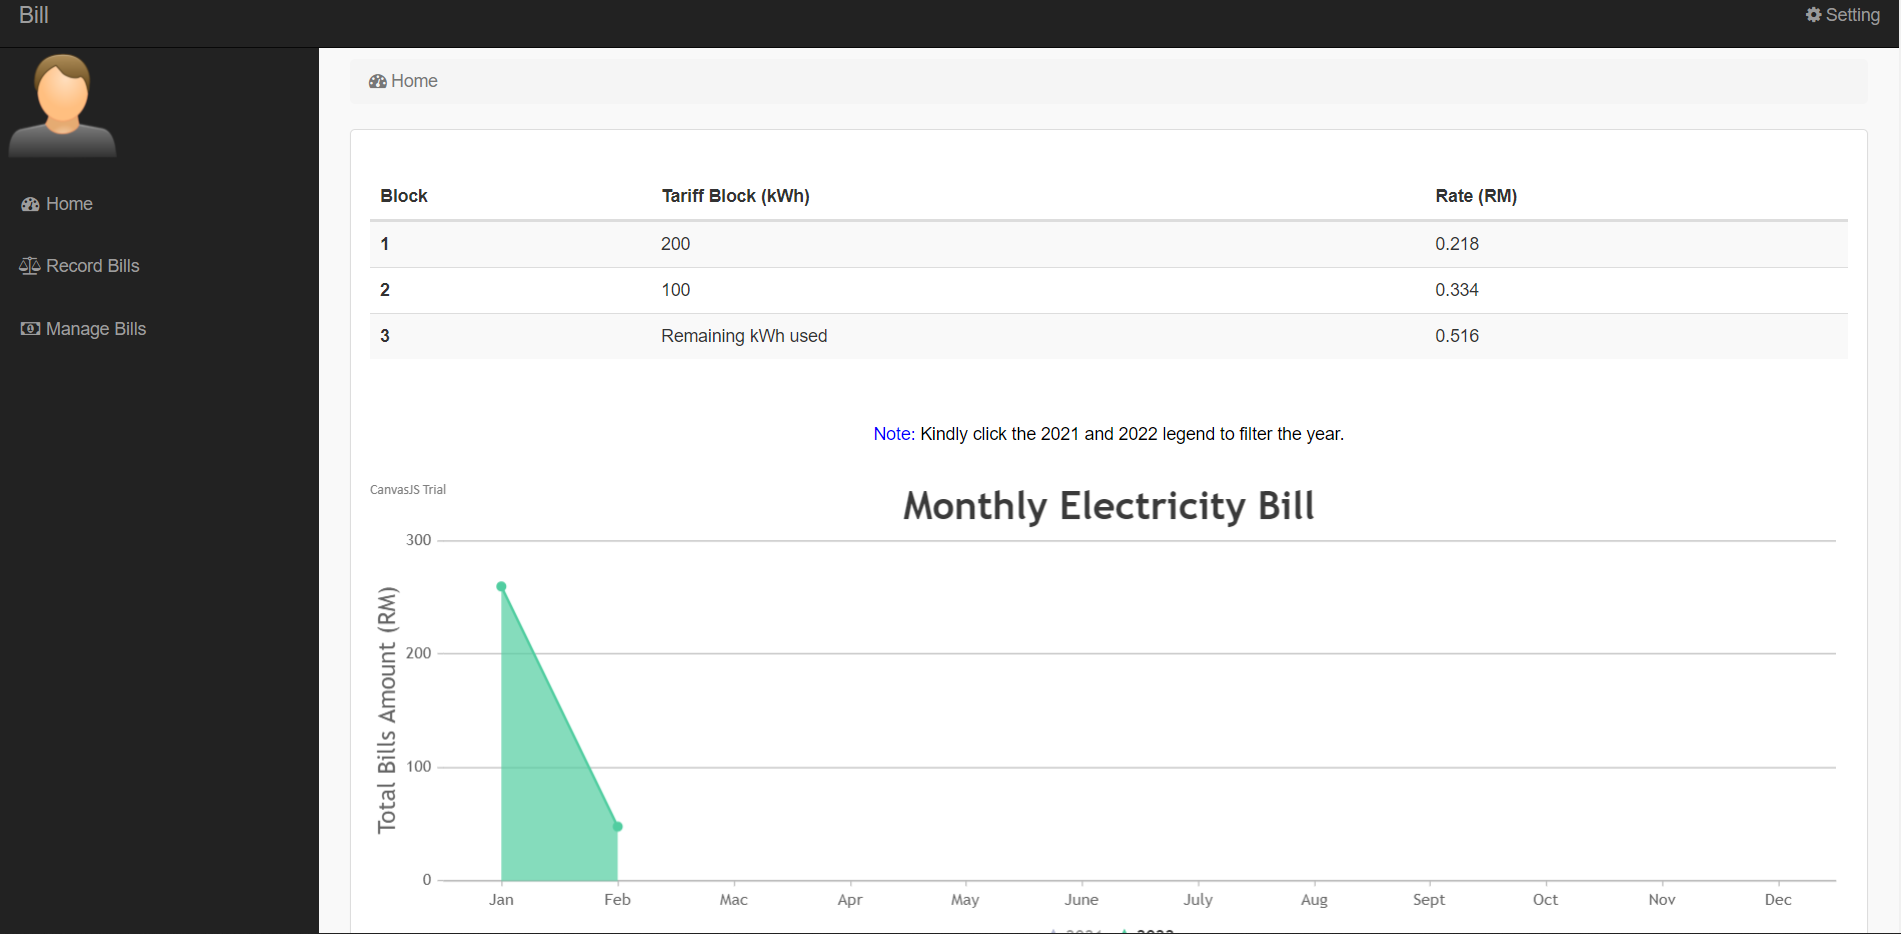 Bill
Setting
Home
Home
Record Bills
Manage Bills
Block Tariff Block (kWh) Rate (RM)
1 200 0.218
2 100 0.334
3 Remaining kWh used 0.516
Note: Kindly click the 2021 and 2022 legend to filter the year.
CanvasJS Trial
Monthly Electricity Bill
Total Bills Amount (RM)
300
200
100
0
Jan Feb Mac Apr May June July Aug Sept Oct Nov Dec